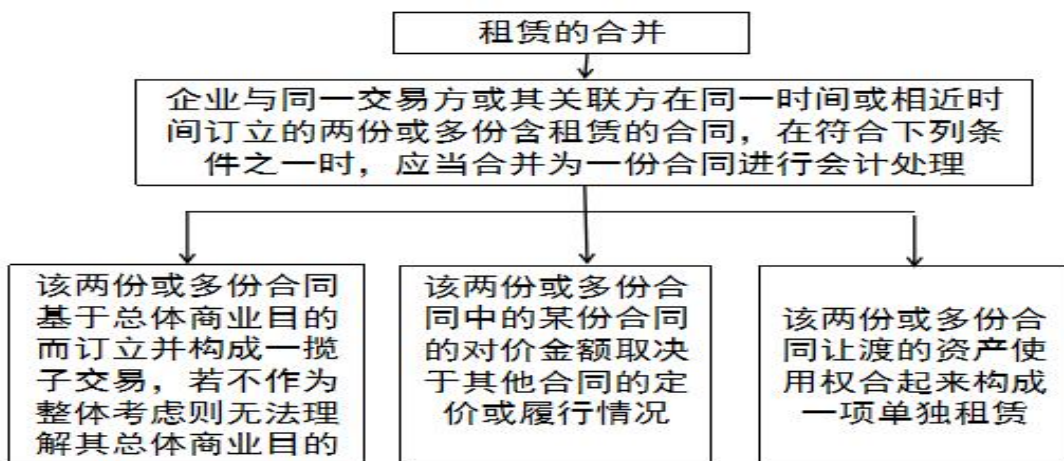 租赁的合并
企业与同一交易方或其关联方在同一时间或相近时
间订立的两份或多份含租赁的合同，在符合下列条
件之一时，应当合并为一份合同进行会计处理
该两份或多份合同
基于总体商业目的
而订立并构成一揽
子交易，若不作为
整体考虑则无法理
解其总体商业目的
该两份或多份合
同中的某份合同
的对价金额取决
于其他合同的定
价或履行情况
该两份或多份合
同让渡的资产使
用权合起来构成
一项单独租赁